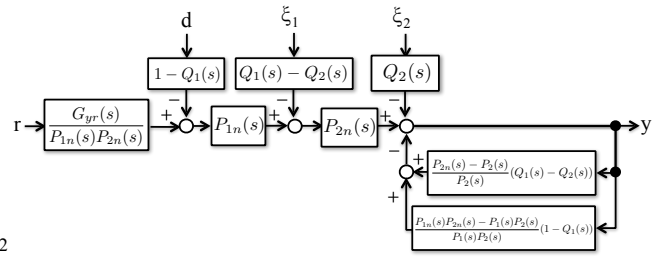 d ξ₁ ξ₂
1 − Q₁(s) Q₁(s) − Q₂(s) Q₂(s)
− − −
r G_yr(s) / P₁ₙ(s)P₂ₙ(s) + P₁ₙ(s) + P₂ₙ(s) + y
−
+ P₂ₙ(s) − P₂(s) / P₂(s) (Q₁(s) − Q₂(s))
+
P₁ₙ(s)P₂ₙ(s) − P₁(s)P₂(s) / P₁(s)P₂(s) (1 − Q₁(s))
2